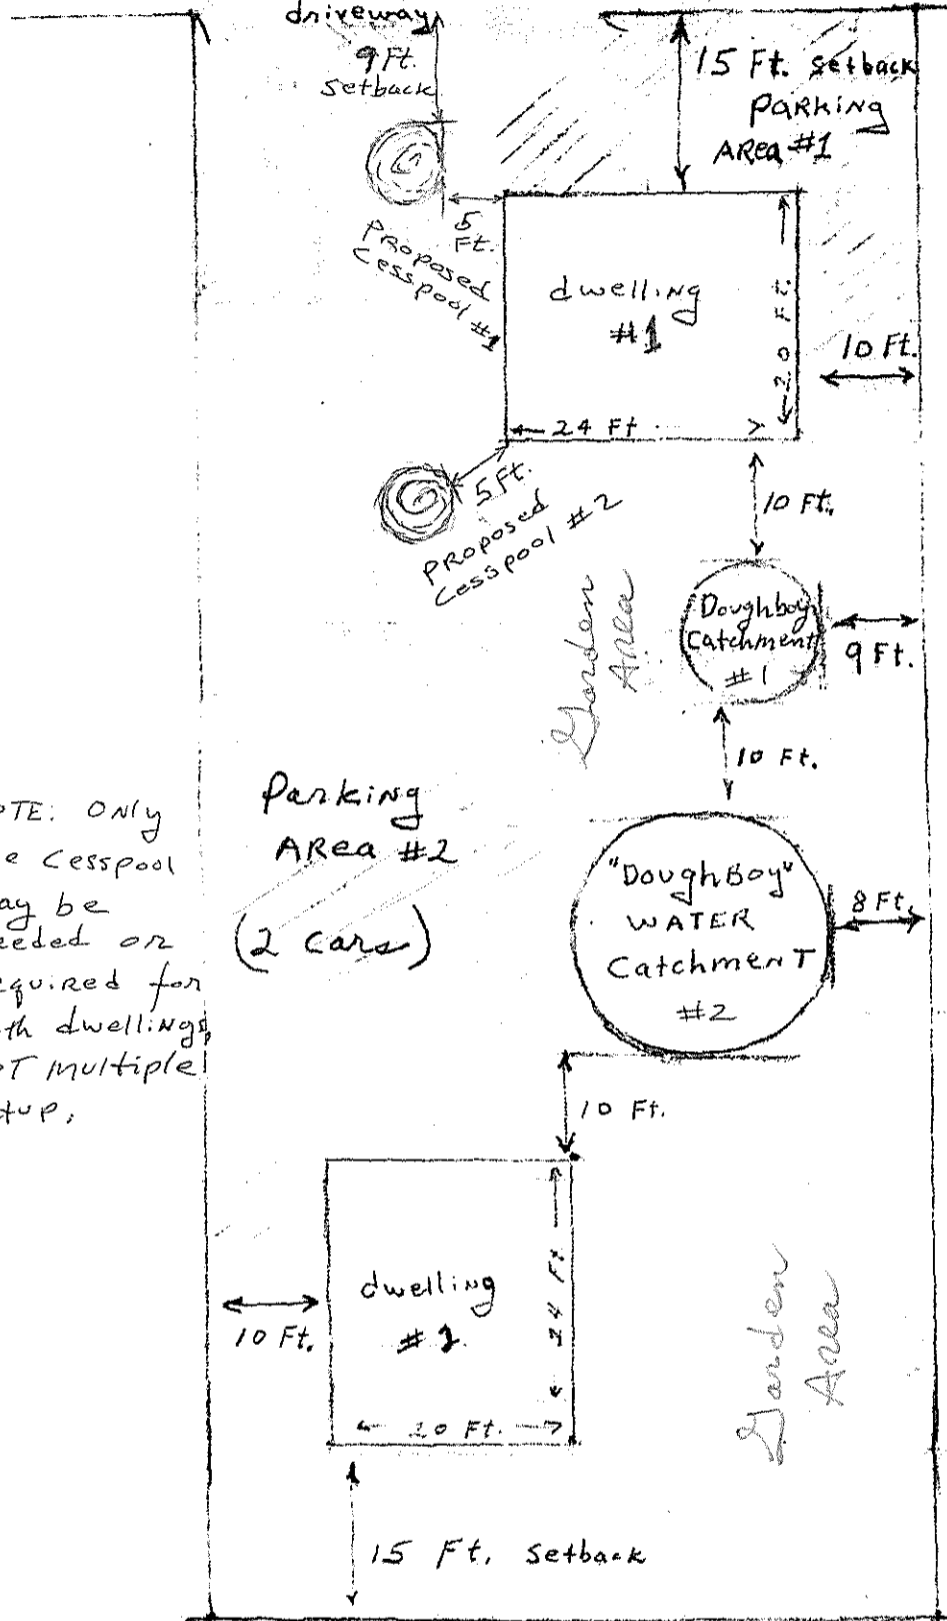 driveway
9 Ft.
setback
15 Ft. setback
PARKING
AREA #1
5
Ft.
PROPOSED
Cesspool #1
dwelling
#1
20 Ft.
10 Ft.
24 Ft
5 Ft.
PROPOSED
Cesspool #2
10 Ft.
Garden
Area
"Doughboy
Catchment
#1
9 Ft.
10 Ft.
Parking
AREA #2
(2 cars)
OTE: ONLY
e Cesspool
ay be
eeded or
equired for
th dwellings,
OT multiple
tup,
"DoughBoy"
WATER
CatchmenT
#2
8 Ft.
10 Ft.
dwelling
24 Ft
10 Ft.
20 Ft.
Garden
Area
15 Ft. setback